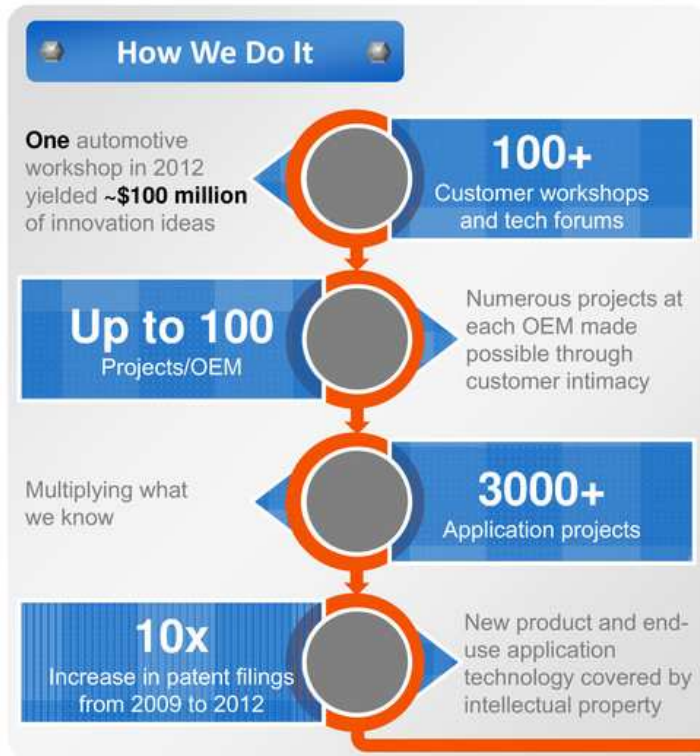 How We Do It
One automotive
workshop in 2012
yielded ~$100 million
of innovation ideas
100+
Customer workshops
and tech forums
Up to 100
Projects/OEM
Numerous projects at
each OEM made
possible through
customer intimacy
Multiplying what
we know
3000+
Application projects
10x
Increase in patent filings
from 2009 to 2012
New product and end-
use application
technology covered by
intellectual property